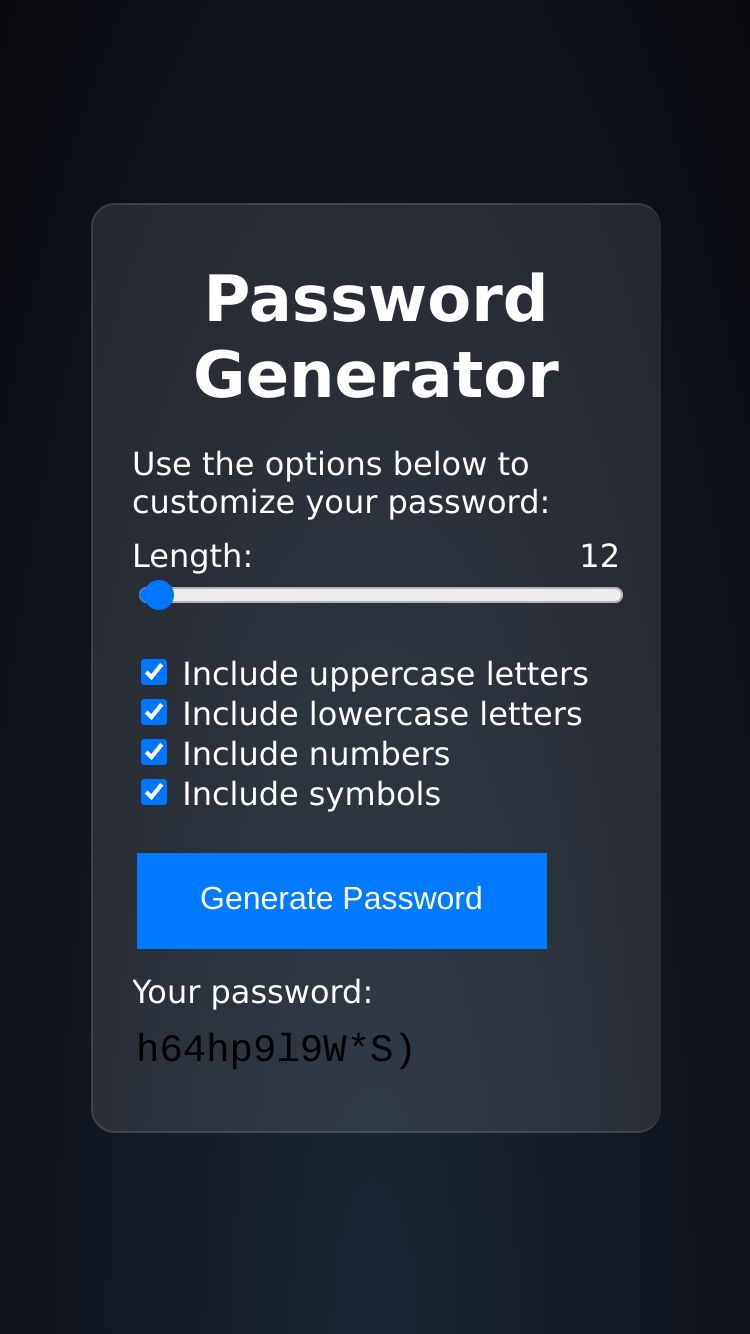 Password
Generator
Use the options below to
customize your password:
Length: 12
Include uppercase letters
Include lowercase letters
Include numbers
Include symbols
Generate Password
Your password:
h64hp9l9W*S)